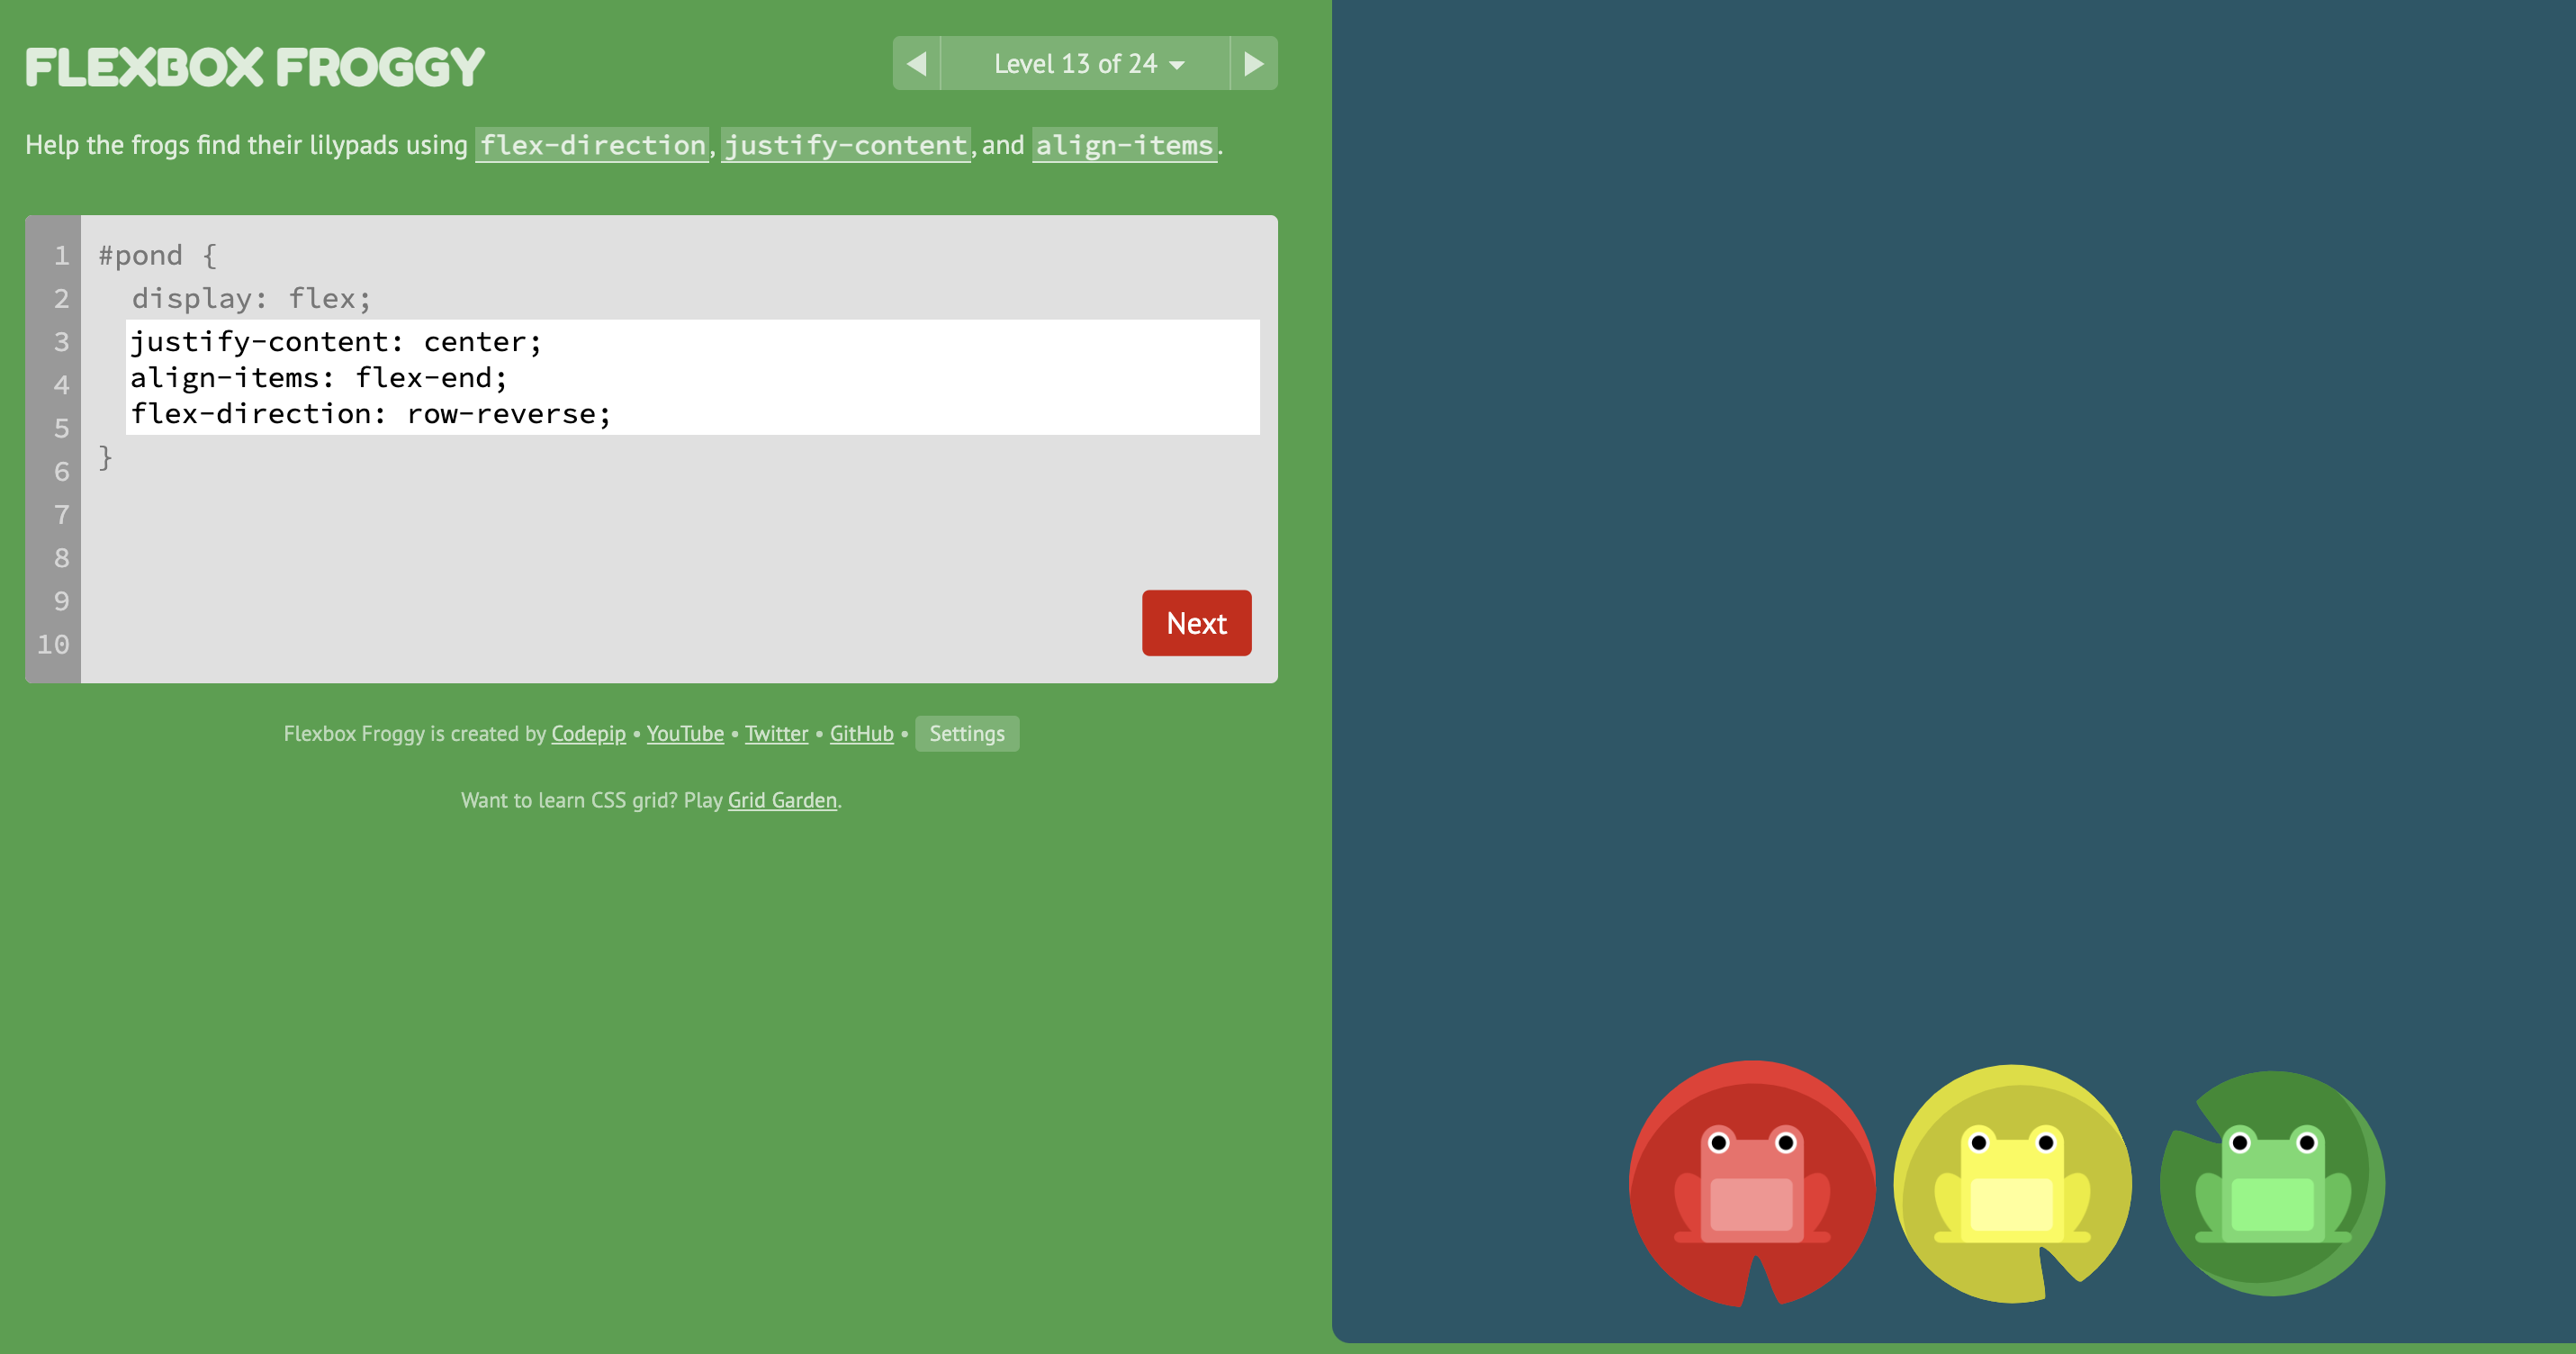 FLEXBOX FROGGY
Level 13 of 24
Help the frogs find their lilypads using flex-direction, justify-content, and align-items.
1 #pond {
2 display: flex;
3 justify-content: center;
4 align-items: flex-end;
5 flex-direction: row-reverse;
6 }
7
8
9
10
Next
Flexbox Froggy is created by Codepip • YouTube • Twitter • GitHub • Settings
Want to learn CSS grid? Play Grid Garden.